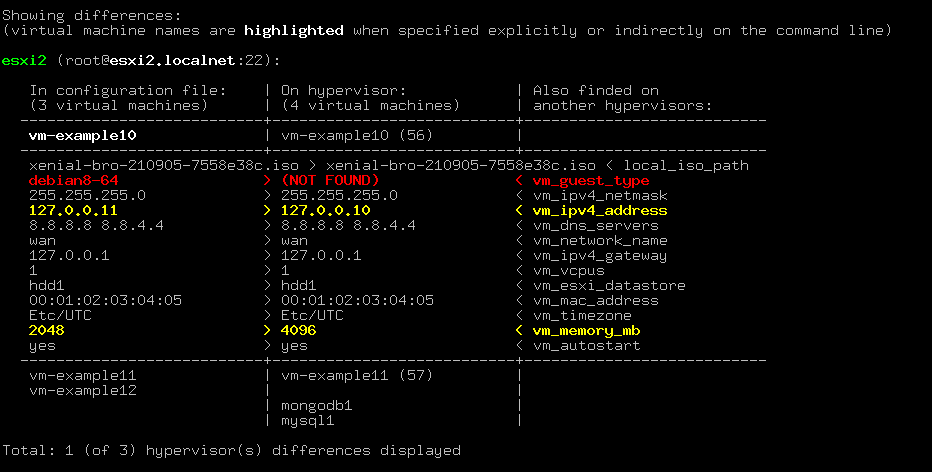 Showing differences:
(virtual machine names are highlighted when specified explicitly or indirectly on the command line)
esxi2 (root@esxi2.localnet:22):
In configuration file: | On hypervisor: | Also finded on
(3 virtual machines) | (4 virtual machines) | another hypervisors:
---------------------------+---------------------------+---------------------------
vm-example10 | vm-example10 (56) |
---------------------------+---------------------------+---------------------------
xenial-bro-210905-7558e38c.iso > xenial-bro-210905-7558e38c.iso < local_iso_path
debian8-64 > (NOT FOUND) < vm_guest_type
255.255.255.0 > 255.255.255.0 < vm_ipv4_netmask
127.0.0.11 > 127.0.0.10 < vm_ipv4_address
8.8.8.8 8.8.4.4 > 8.8.8.8 8.8.4.4 < vm_dns_servers
wan > wan < vm_network_name
127.0.0.1 > 127.0.0.1 < vm_ipv4_gateway
1 > 1 < vm_vcpus
hdd1 > hdd1 < vm_esxi_datastore
00:01:02:03:04:05 > 00:01:02:03:04:05 < vm_mac_address
Etc/UTC > Etc/UTC < vm_timezone
2048 > 4096 < vm_memory_mb
yes > yes < vm_autostart
---------------------------+---------------------------+---------------------------
vm-example11 | vm-example11 (57) |
vm-example12 | |
| mongodb1 |
| mysql1 |
Total: 1 (of 3) hypervisor(s) differences displayed